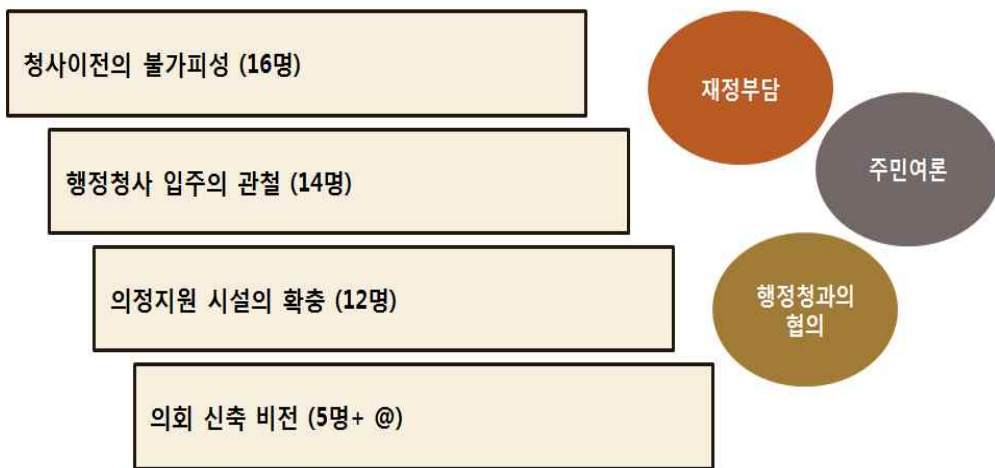 청사이전의 불가피성 (16명)
행정청사 입주의 관철 (14명)
의정지원 시설의 확충 (12명)
의회 신축 비전 (5명+ @)
재정부담
주민여론
행정청과의
협의